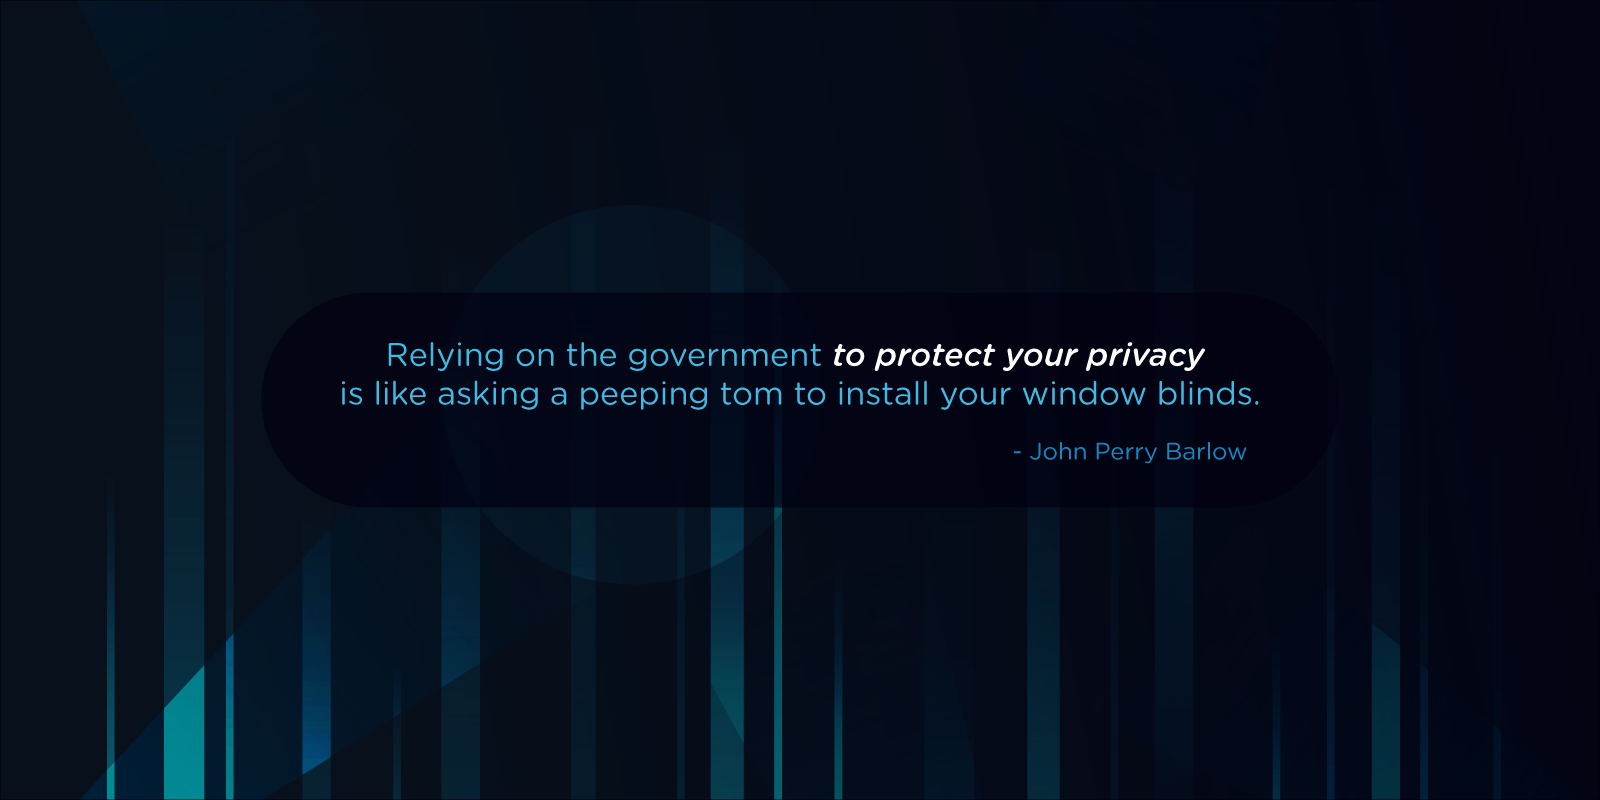 Relying on the government to protect your privacy
is like asking a peeping tom to install your window blinds.
- John Perry Barlow